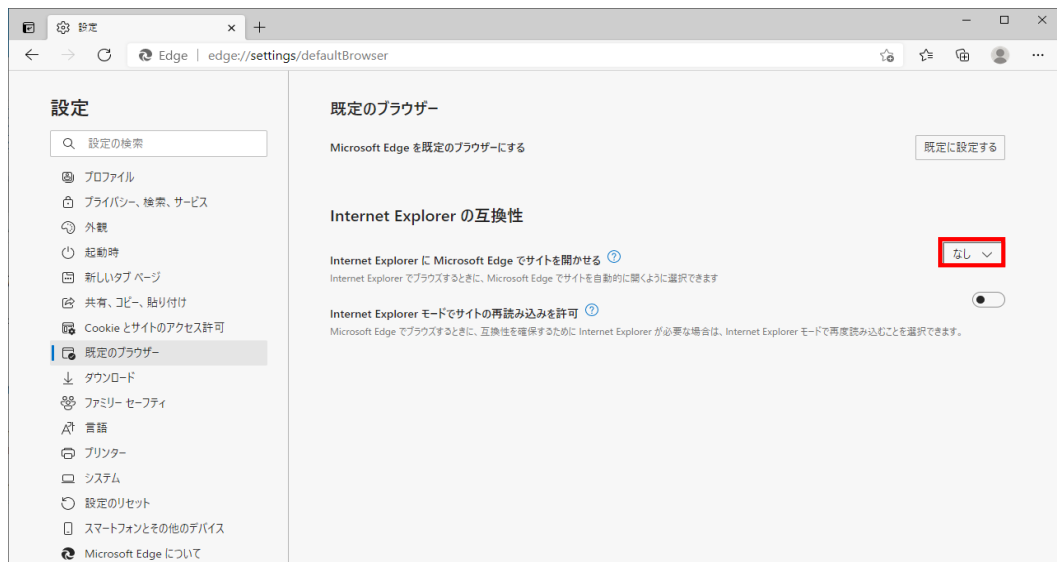 設定
Edge | edge://settings/defaultBrowser
設定
設定の検索
プロファイル
プライバシー、検索、サービス
外観
起動時
新しいタブ ページ
共有、コピー、貼り付け
Cookie とサイトのアクセス許可
既定のブラウザー
ダウンロード
ファミリー セーフティ
言語
プリンター
システム
設定のリセット
スマートフォンとその他のデバイス
Microsoft Edge について
既定のブラウザー
Microsoft Edge を既定のブラウザーにする
既定に設定する
Internet Explorer の互換性
Internet Explorer に Microsoft Edge でサイトを開かせる
なし
Internet Explorer でブラウズするときに、Microsoft Edge でサイトを自動的に開くように選択できます
Internet Explorer モードでサイトの再読み込みを許可
Microsoft Edge でブラウズするときに、互換性を確保するために Internet Explorer が必要な場合は、Internet Explorer モードで再度読み込むことを選択できます。